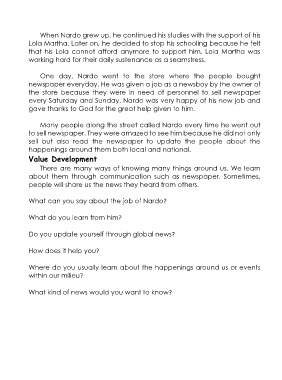 When Nardo grew up, he continued his studies with the support of his
Lola Martha. Later on, he decided to stop his schooling because he felt
that his Lola cannot afford anymore to support him. Lola Martha was
working hard for their daily sustenance as a seamstress.
One day, Nardo went to the store where the people bought
newspaper everyday. He was given a job as a newsboy by the owner of
the store because they were in need of personnel to sell newspaper
every Saturday and Sunday. Nardo was very happy of his new job and
gave thanks to God for the great help given to him.
Many people along the street called Nardo every time he went out
to sell newspaper. They were amazed to see him because he did not only
sell but also read the newspaper to update the people about the
happenings around them both local and national.
Value Development
There are many ways of knowing many things around us. We learn
about them through communication such as newspaper. Sometimes,
people will share us the news they heard from others.
What can you say about the job of Nardo?
What do you learn from him?
Do you update yourself through global news?
How does it help you?
Where do you usually learn about the happenings around us or events
within our milieu?
What kind of news would you want to know?